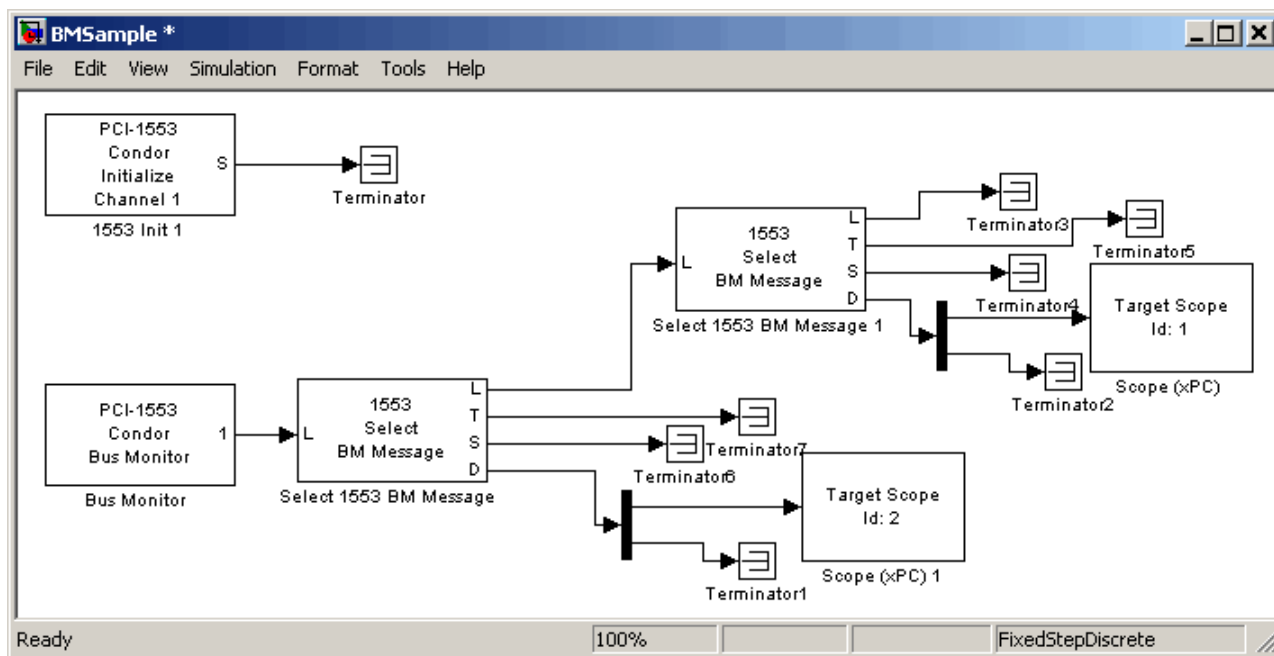 BMSample *
File Edit View Simulation Format Tools Help
PCI-1553
Condor
Initialize
Channel 1
S
1553 Init 1
Terminator
1553
Select
BM Message
L
L
T
S
D
Select 1553 BM Message 1
Terminator3
Terminator5
Terminator4
Target Scope
Id: 1
Scope (xPC)
Terminator2
PCI-1553
Condor
Bus Monitor
1
Bus Monitor
1553
Select
BM Message
L
L
T
S
D
Select 1553 BM Message
Terminator7
Terminator6
Target Scope
Id: 2
Scope (xPC) 1
Terminator1
Ready 100% FixedStepDiscrete